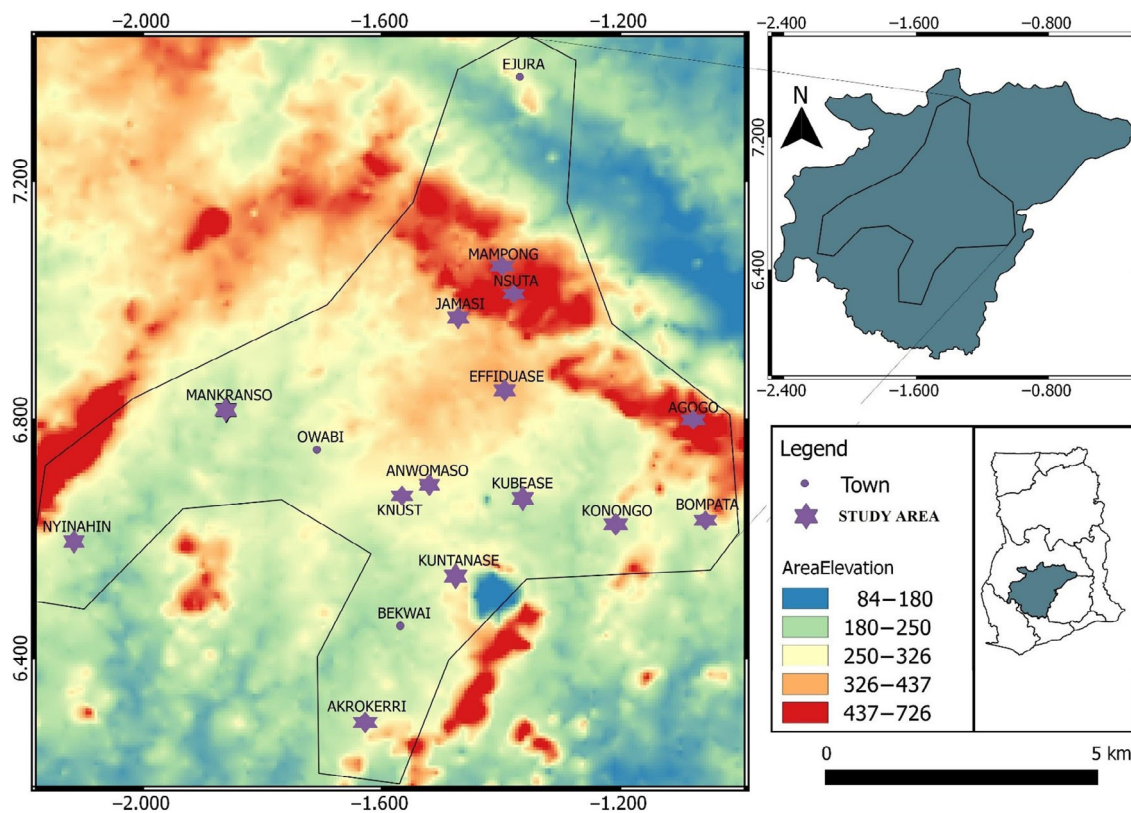 −2.000
−1.600
−1.200
7.200
6.800
6.400
EJURA
MAMPONG
NSUTA
JAMASI
EFFIDUASE
MANKRANSO
AGOGO
OWABI
ANWOMASO
KUBEASE
KNUST
KONONGO
BOMPATA
NYINAHIN
KUNTANASE
BEKWAI
AKROKERRI
−2.000
−1.600
−1.200
−2.400
−1.600
−0.800
N
7.200
6.400
−2.400
−1.600
−0.800
Legend
Town
STUDY AREA
AreaElevation
84−180
180−250
250−326
326−437
437−726
0
5 km